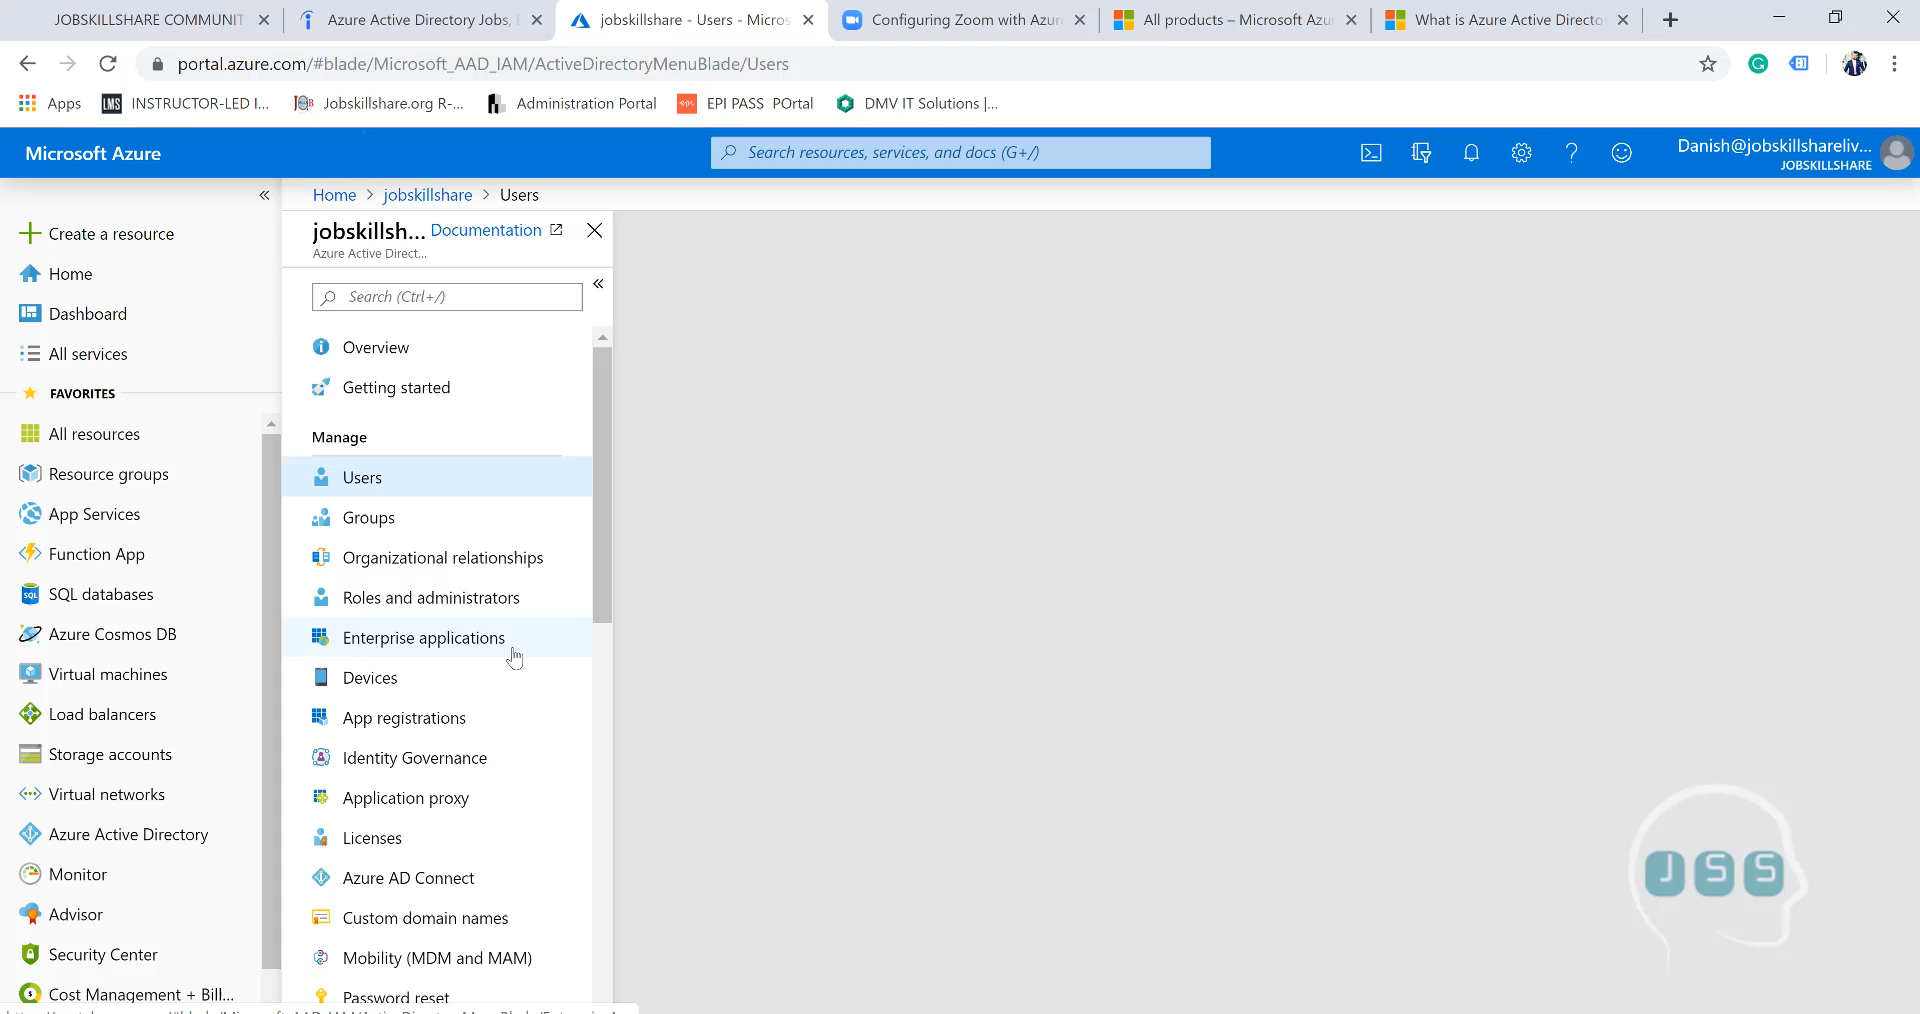 JOBSKILLSHARE COMMUNIT
Azure Active Directory Jobs,
jobskillshare - Users - Micros
Configuring Zoom with Azur
All products – Microsoft Azur
What is Azure Active Directo
portal.azure.com/#blade/Microsoft_AAD_IAM/ActiveDirectoryMenuBlade/Users
Apps
LMS INSTRUCTOR-LED I...
Jobskillshare.org R-...
Administration Portal
EPI PASS POrtal
DMV IT Solutions |...
Microsoft Azure
Search resources, services, and docs (G+/)
Danish@jobskillshareliv...
JOBSKILLSHARE
Create a resource
Home
Dashboard
All services
FAVORITES
All resources
Resource groups
App Services
Function App
SQL databases
Azure Cosmos DB
Virtual machines
Load balancers
Storage accounts
Virtual networks
Azure Active Directory
Monitor
Advisor
Security Center
Cost Management + Bill...
Home > jobskillshare > Users
jobskillsh... Documentation
Azure Active Direct...
Search (Ctrl+/)
Overview
Getting started
Manage
Users
Groups
Organizational relationships
Roles and administrators
Enterprise applications
Devices
App registrations
Identity Governance
Application proxy
Licenses
Azure AD Connect
Custom domain names
Mobility (MDM and MAM)
Password reset
JSS